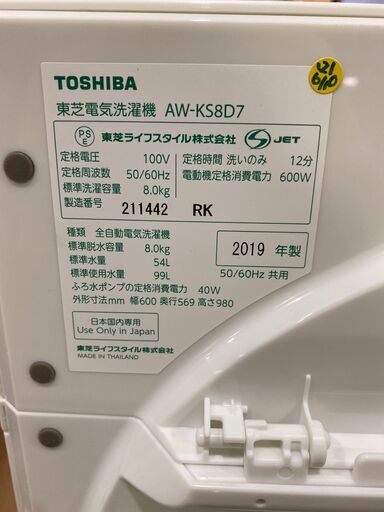 TOSHIBA
東芝電気洗濯機 AW-KS8D7
PS E 東芝ライフスタイル株式会社 S JET
定格電圧 100V
定格周波数 50/60Hz
標準洗濯容量 8.0kg
製造番号 211442 RK
定格時間 洗いのみ 12分
電動機定格消費電力 600W
種類 全自動電気洗濯機
標準脱水容量 8.0kg
標準水量 54L
標準使用水量 99L
2019 年製
50/60Hz 共用
ふろ水ポンプの定格消費電力 40W
外形寸法mm 幅600 奥行569 高さ980
日本国内専用
Use Only in Japan
東芝ライフスタイル株式会社
MADE IN THAILAND